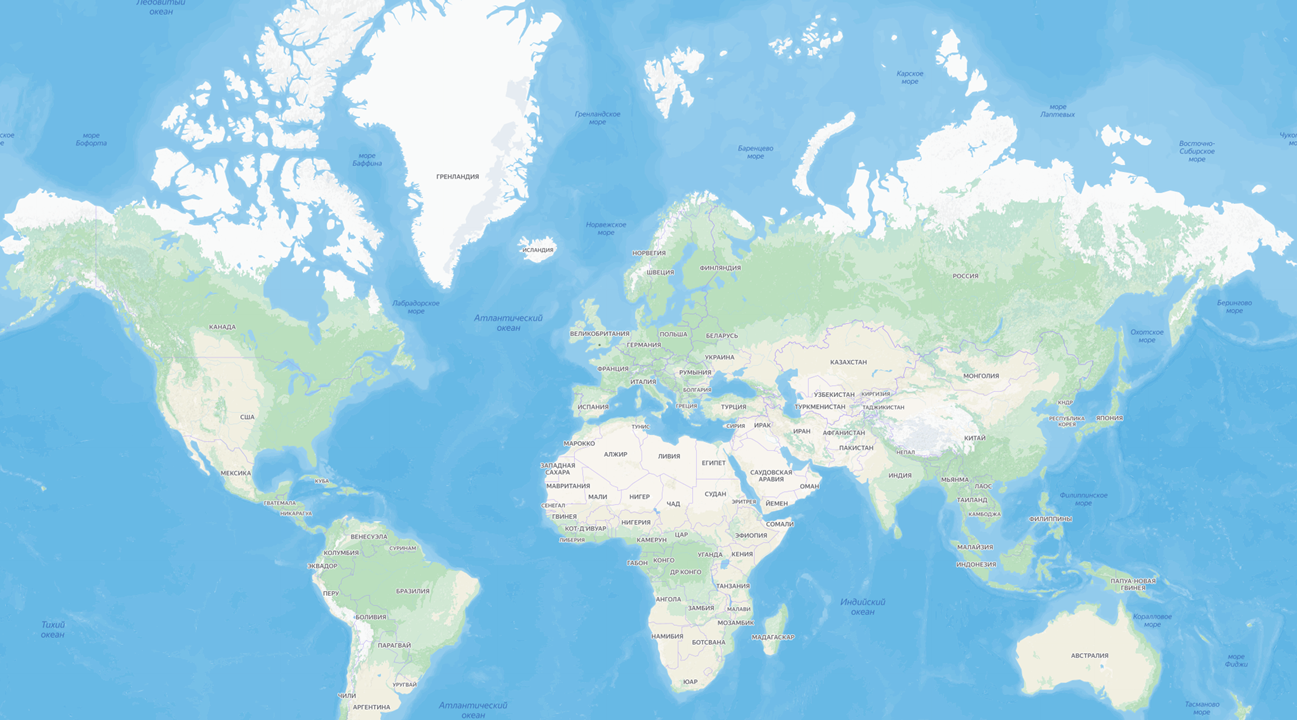 Ледовитый
океан
Карское
море
Гренландское
море
море
Лаптевых
море
Бофорта
Восточно-
Сибирское
море
море
Баффина
Баренцево
море
ГРЕНЛАНДИЯ
Норвежское
море
ИСЛАНДИЯ
НОРВЕГИЯ
ШВЕЦИЯ
ФИНЛЯНДИЯ
РОССИЯ
Лабрадорское
море
Берингово
море
Атлантический
океан
КАНАДА
ВЕЛИКОБРИТАНИЯ
ПОЛЬША
БЕЛАРУСЬ
Охотское
море
ГЕРМАНИЯ
УКРАИНА
КАЗАХСТАН
ФРАНЦИЯ
РУМЫНИЯ
МОНГОЛИЯ
ИТАЛИЯ
БОЛГАРИЯ
УЗБЕКИСТАН
КИРГИЗИЯ
США
ИСПАНИЯ
ГРЕЦИЯ
ТУРЦИЯ
ТУРКМЕНИСТАН
ТАДЖИКИСТАН
КНДР
РЕСПУБЛИКА
КОРЕЯ
ЯПОНИЯ
ТУНИС
СИРИЯ
ИРАК
ИРАН
АФГАНИСТАН
КИТАЙ
МАРОККО
АЛЖИР
ЛИВИЯ
ЕГИПЕТ
ПАКИСТАН
НЕПАЛ
МЕКСИКА
КУБА
ЗАПАДНАЯ
САХАРА
САУДОВСКАЯ
АРАВИЯ
ИНДИЯ
МЬЯНМА
ЛАОС
МАВРИТАНИЯ
МАЛИ
НИГЕР
ЧАД
СУДАН
ЭРИТРЕЯ
ЙЕМЕН
ОМАН
ТАИЛАНД
Филиппинское
море
ГВАТЕМАЛА
НИКАРАГУА
СЕНЕГАЛ
ГВИНЕЯ
КОТ-Д'ИВУАР
ЛИБЕРИЯ
НИГЕРИЯ
КАМЕРУН
ЦАР
ЭФИОПИЯ
СОМАЛИ
КАМБОДЖА
ФИЛИППИНЫ
ВЕНЕСУЭЛА
СУРИНАМ
КОЛУМБИЯ
ЭКВАДОР
ГАБОН
КОНГО
УГАНДА
КЕНИЯ
ДР КОНГО
МАЛАЙЗИЯ
ИНДОНЕЗИЯ
ПЕРУ
БРАЗИЛИЯ
ТАНЗАНИЯ
ПАПУА-НОВАЯ
ГВИНЕЯ
АНГОЛА
ЗАМБИЯ
МАЛАВИ
Индийский
океан
Тихий
океан
БОЛИВИЯ
МОЗАМБИК
Коралловое
море
НАМИБИЯ
БОТСВАНА
МАДАГАСКАР
ПАРАГВАЙ
АВСТРАЛИЯ
море
Фиджи
ЮАР
УРУГВАЙ
ЧИЛИ
АРГЕНТИНА
Атлантический
океан
Тасманово
море